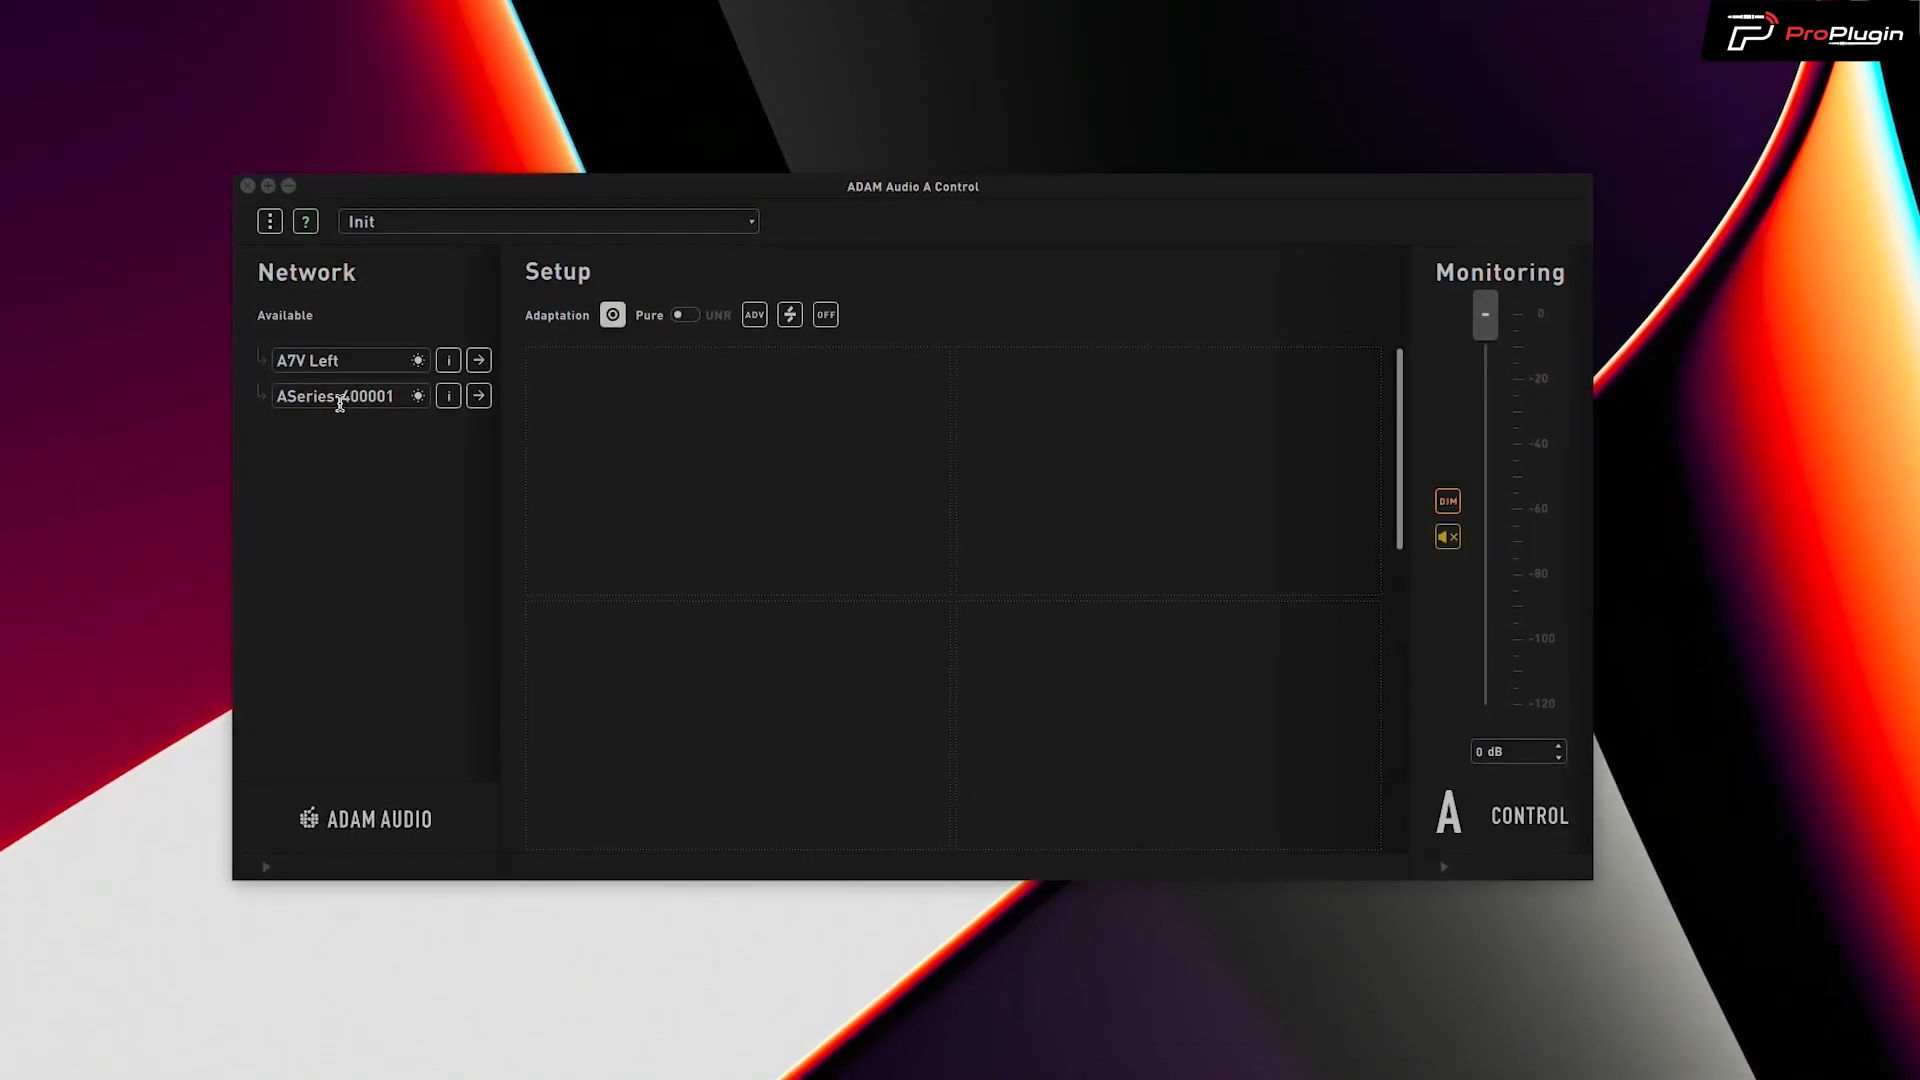 ProPlugin
ADAM Audio A Control
? Init
Network
Available
A7V Left i
ASeries-400001 i
ADAM AUDIO
Setup
Adaptation Pure UNR ADV OFF
Monitoring
0
-20
-40
-60
-80
-100
-120
DIM
0 dB
A CONTROL